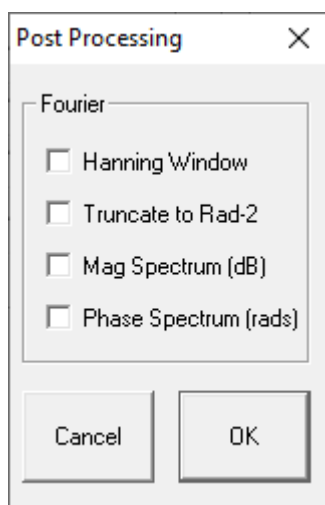 Post Processing
Fourier
Hanning Window
Truncate to Rad-2
Mag Spectrum (dB)
Phase Spectrum (rads)
Cancel OK